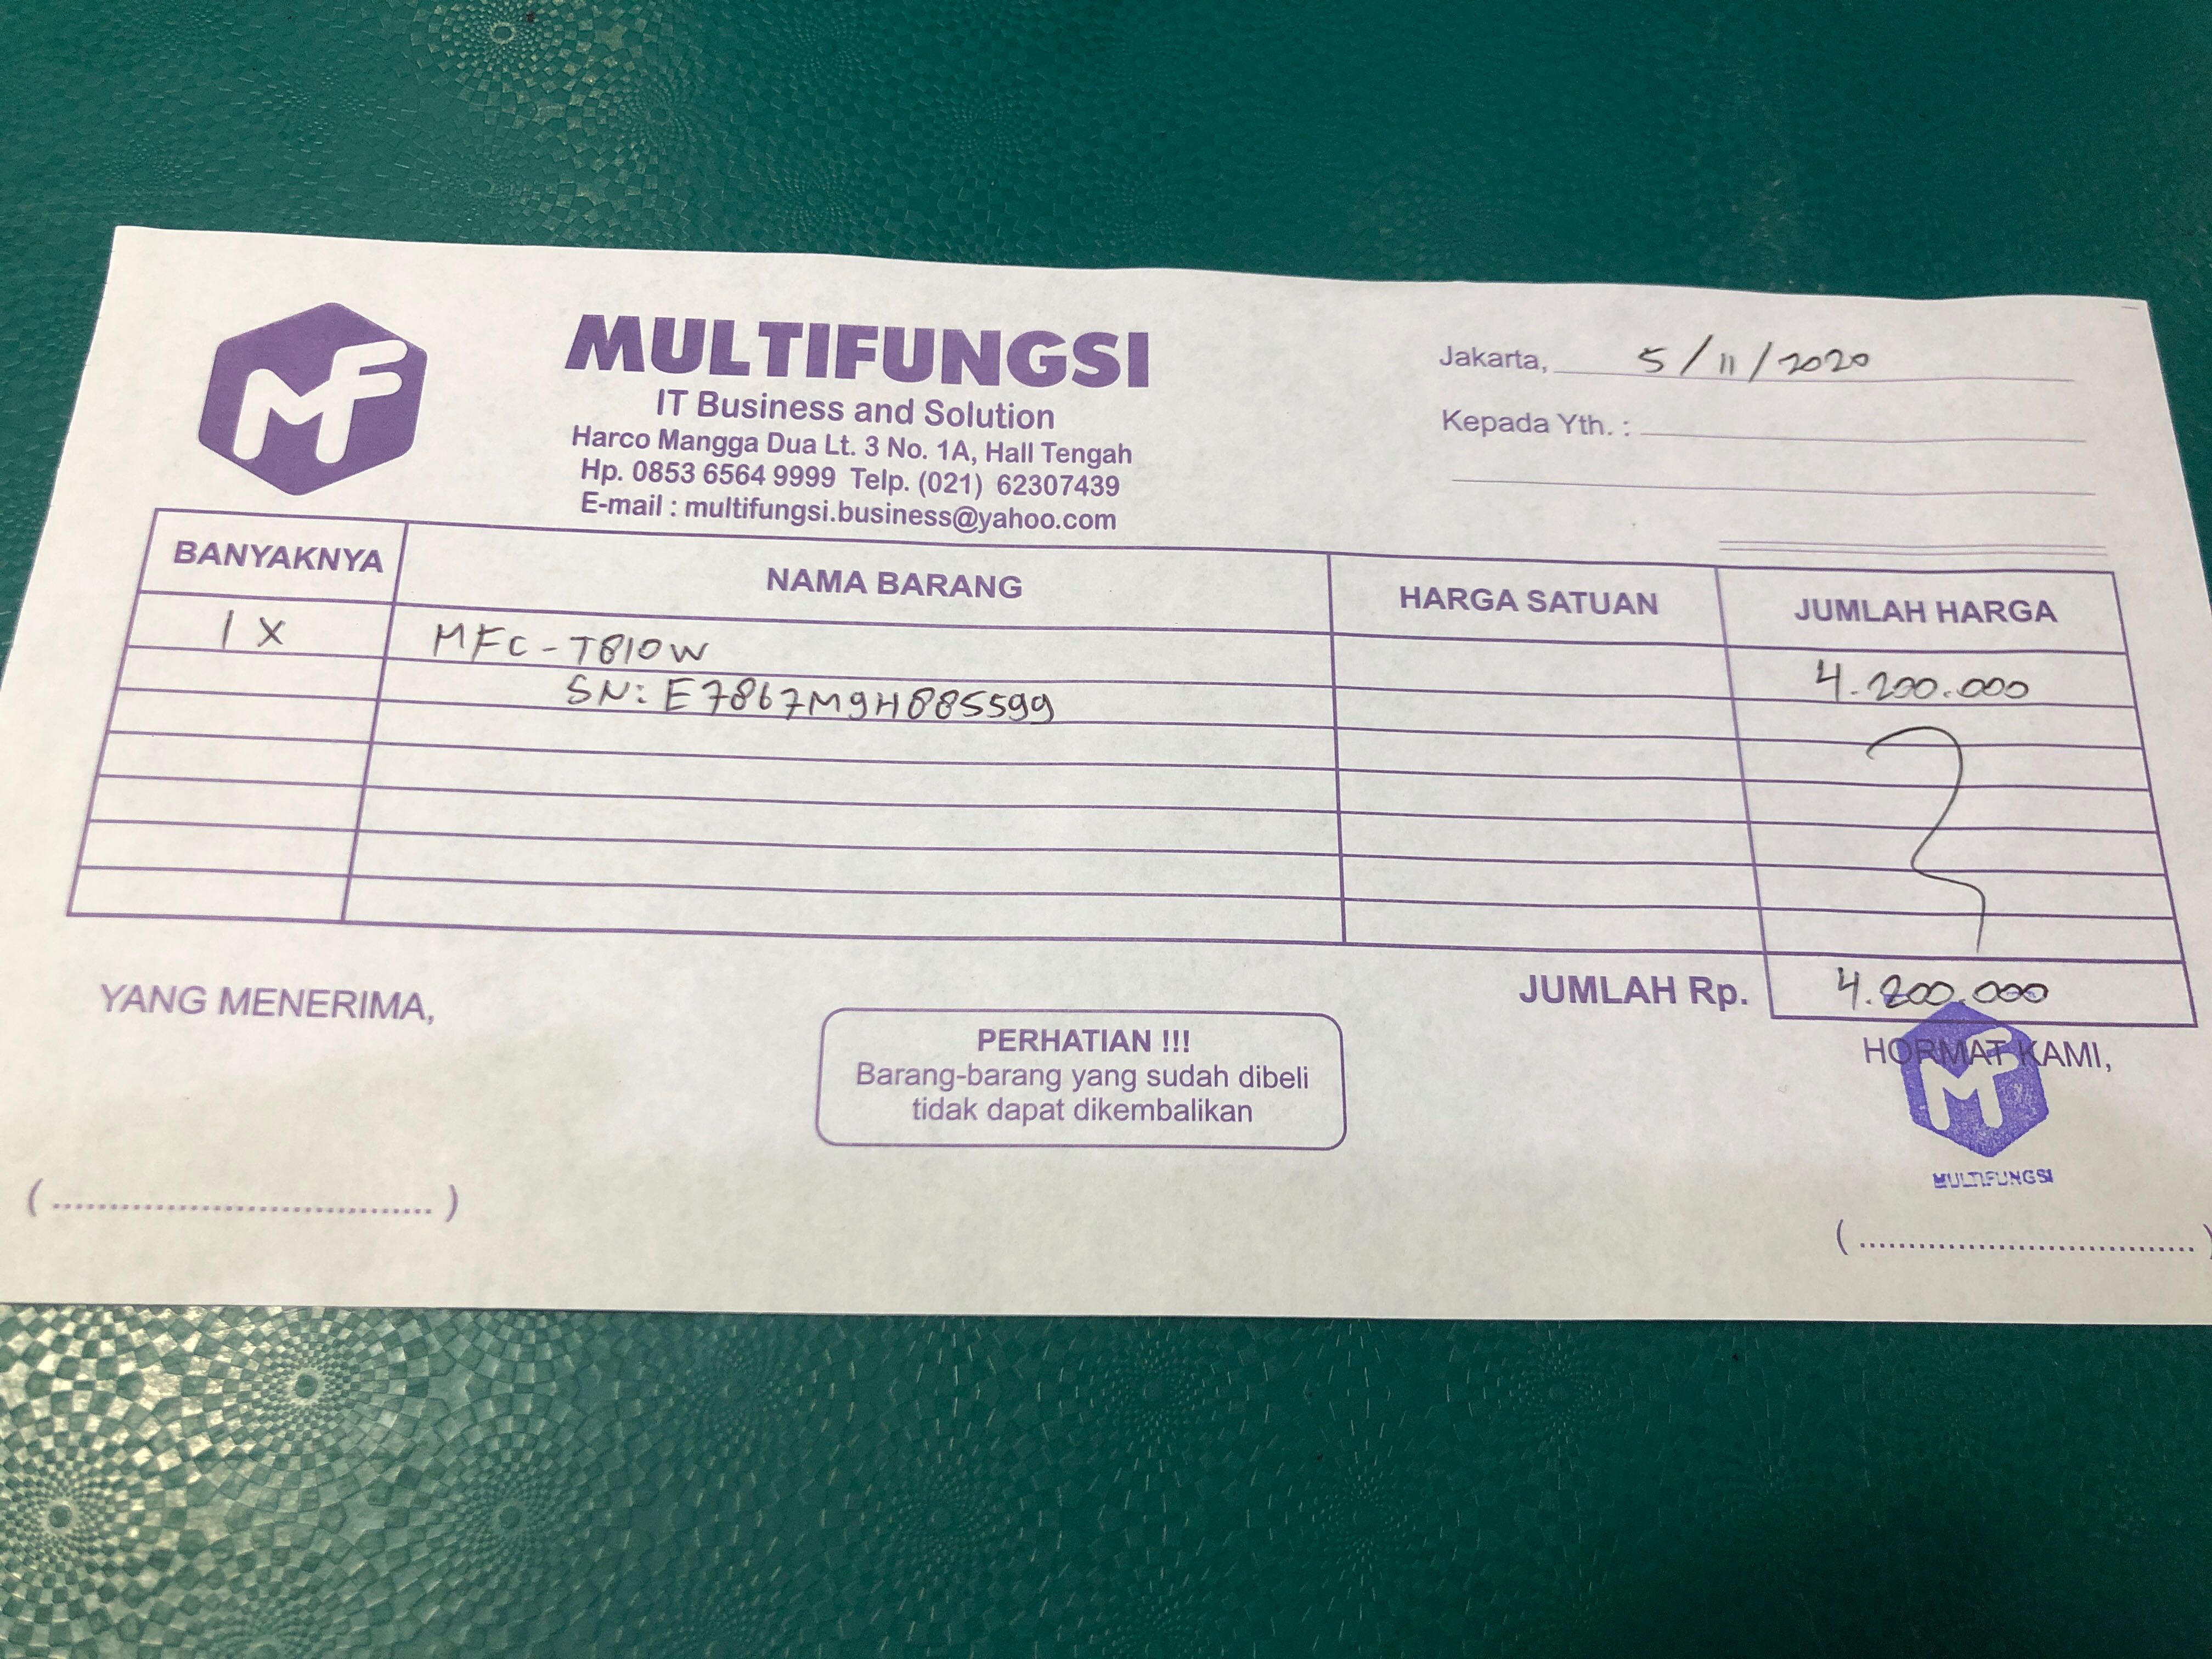 MF
MULTIFUNGSI
IT Business and Solution
Harco Mangga Dua Lt. 3 No. 1A, Hall Tengah
Hp. 0853 6564 9999 Telp. (021) 62307439
E-mail : multifungsi.business@yahoo.com
Jakarta, 5/11/2020
Kepada Yth. :
BANYAKNYA NAMA BARANG HARGA SATUAN JUMLAH HARGA
1 X MFC-T810W 4.200.000
SN: E7867M9H885599
JUMLAH Rp. 4.200.000
YANG MENERIMA,
PERHATIAN !!!
Barang-barang yang sudah dibeli
tidak dapat dikembalikan
HORMAT KAMI,
MF
MULTIFUNGSI
(..................................)
(..................................)